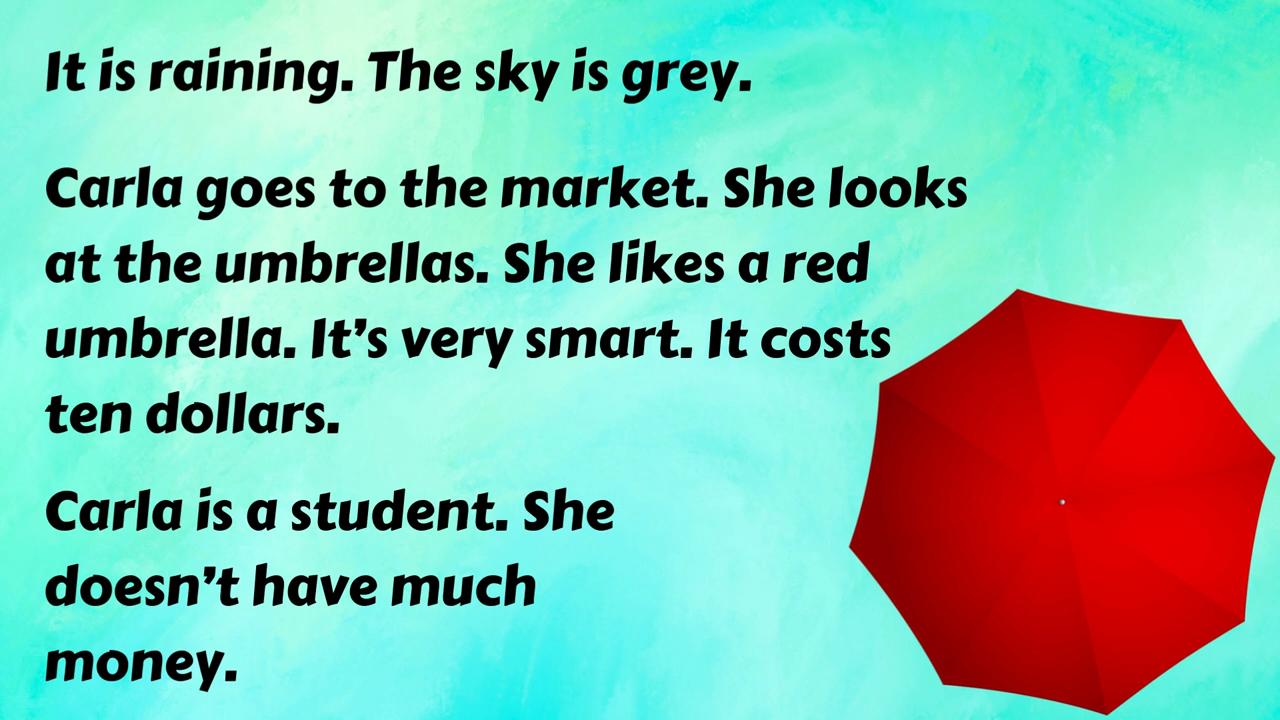 It is raining. The sky is grey.
Carla goes to the market. She looks
at the umbrellas. She likes a red
umbrella. It’s very smart. It costs
ten dollars.
Carla is a student. She
doesn’t have much
money.